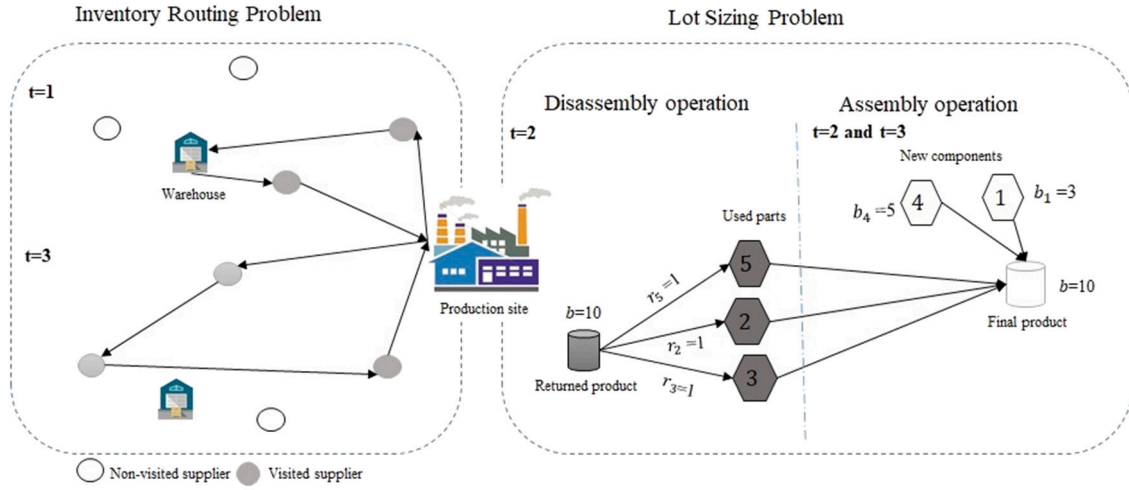 Inventory Routing Problem
Lot Sizing Problem
t=1
Warehouse
t=3
Production site
Non-visited supplier
Visited supplier
Disassembly operation
t=2
Used parts
5
2
3
r₅ =1
r₂ =1
r₃=1
b=10
Returned product
Assembly operation
t=2 and t=3
New components
b₄ =5
4
1
b₁ =3
b=10
Final product